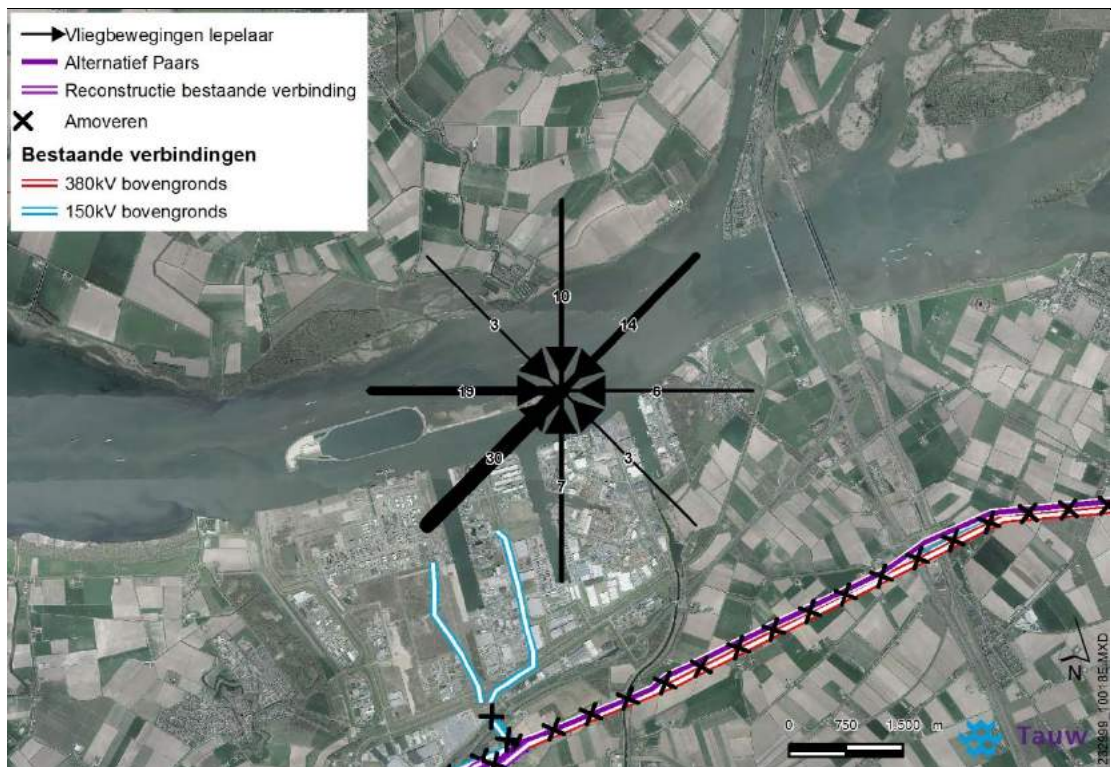 Vliegbewegingen lepelaar
Alternatief Paars
Reconstructie bestaande verbinding
Amoveren
Bestaande verbindingen
380kV bovengronds
150kV bovengronds
10
3
14
19
6
30
3
7
N
0 750 1.500 m
Tauw